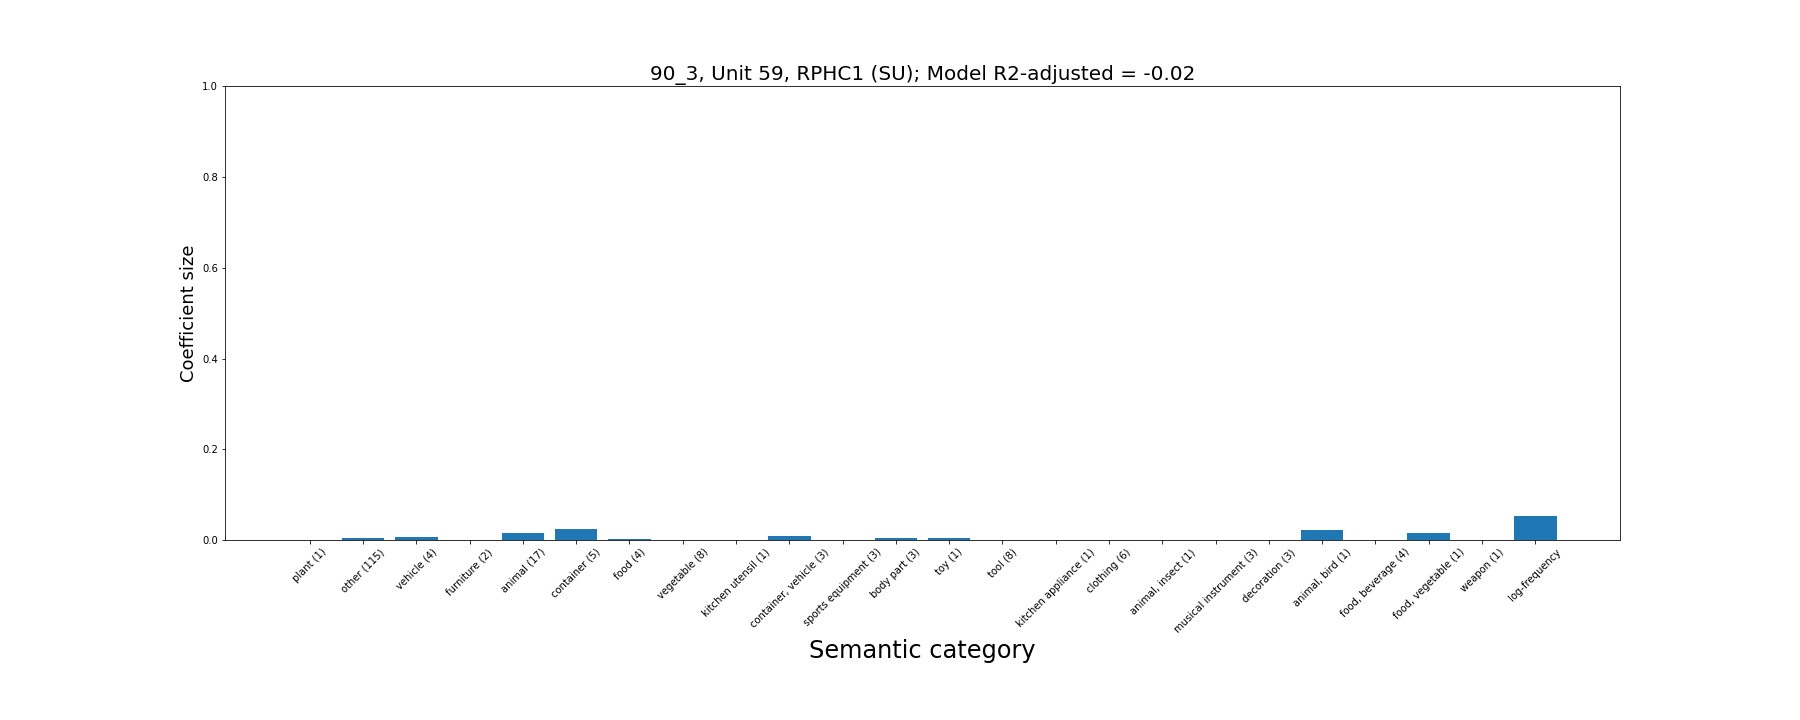 90_3, Unit 59, RPHC1 (SU); Model R2-adjusted = -0.02
Coefficient size
1.0
0.8
0.6
0.4
0.2
0.0
plant (1)
other (115)
vehicle (4)
furniture (2)
animal (17)
container (5)
food (4)
vegetable (8)
kitchen utensil (1)
container, vehicle (3)
sports equipment (3)
body part (3)
toy (1)
tool (8)
kitchen appliance (1)
clothing (6)
animal, insect (1)
musical instrument (3)
decoration (3)
animal, bird (1)
food, beverage (4)
food, vegetable (1)
weapon (1)
log-frequency
Semantic category